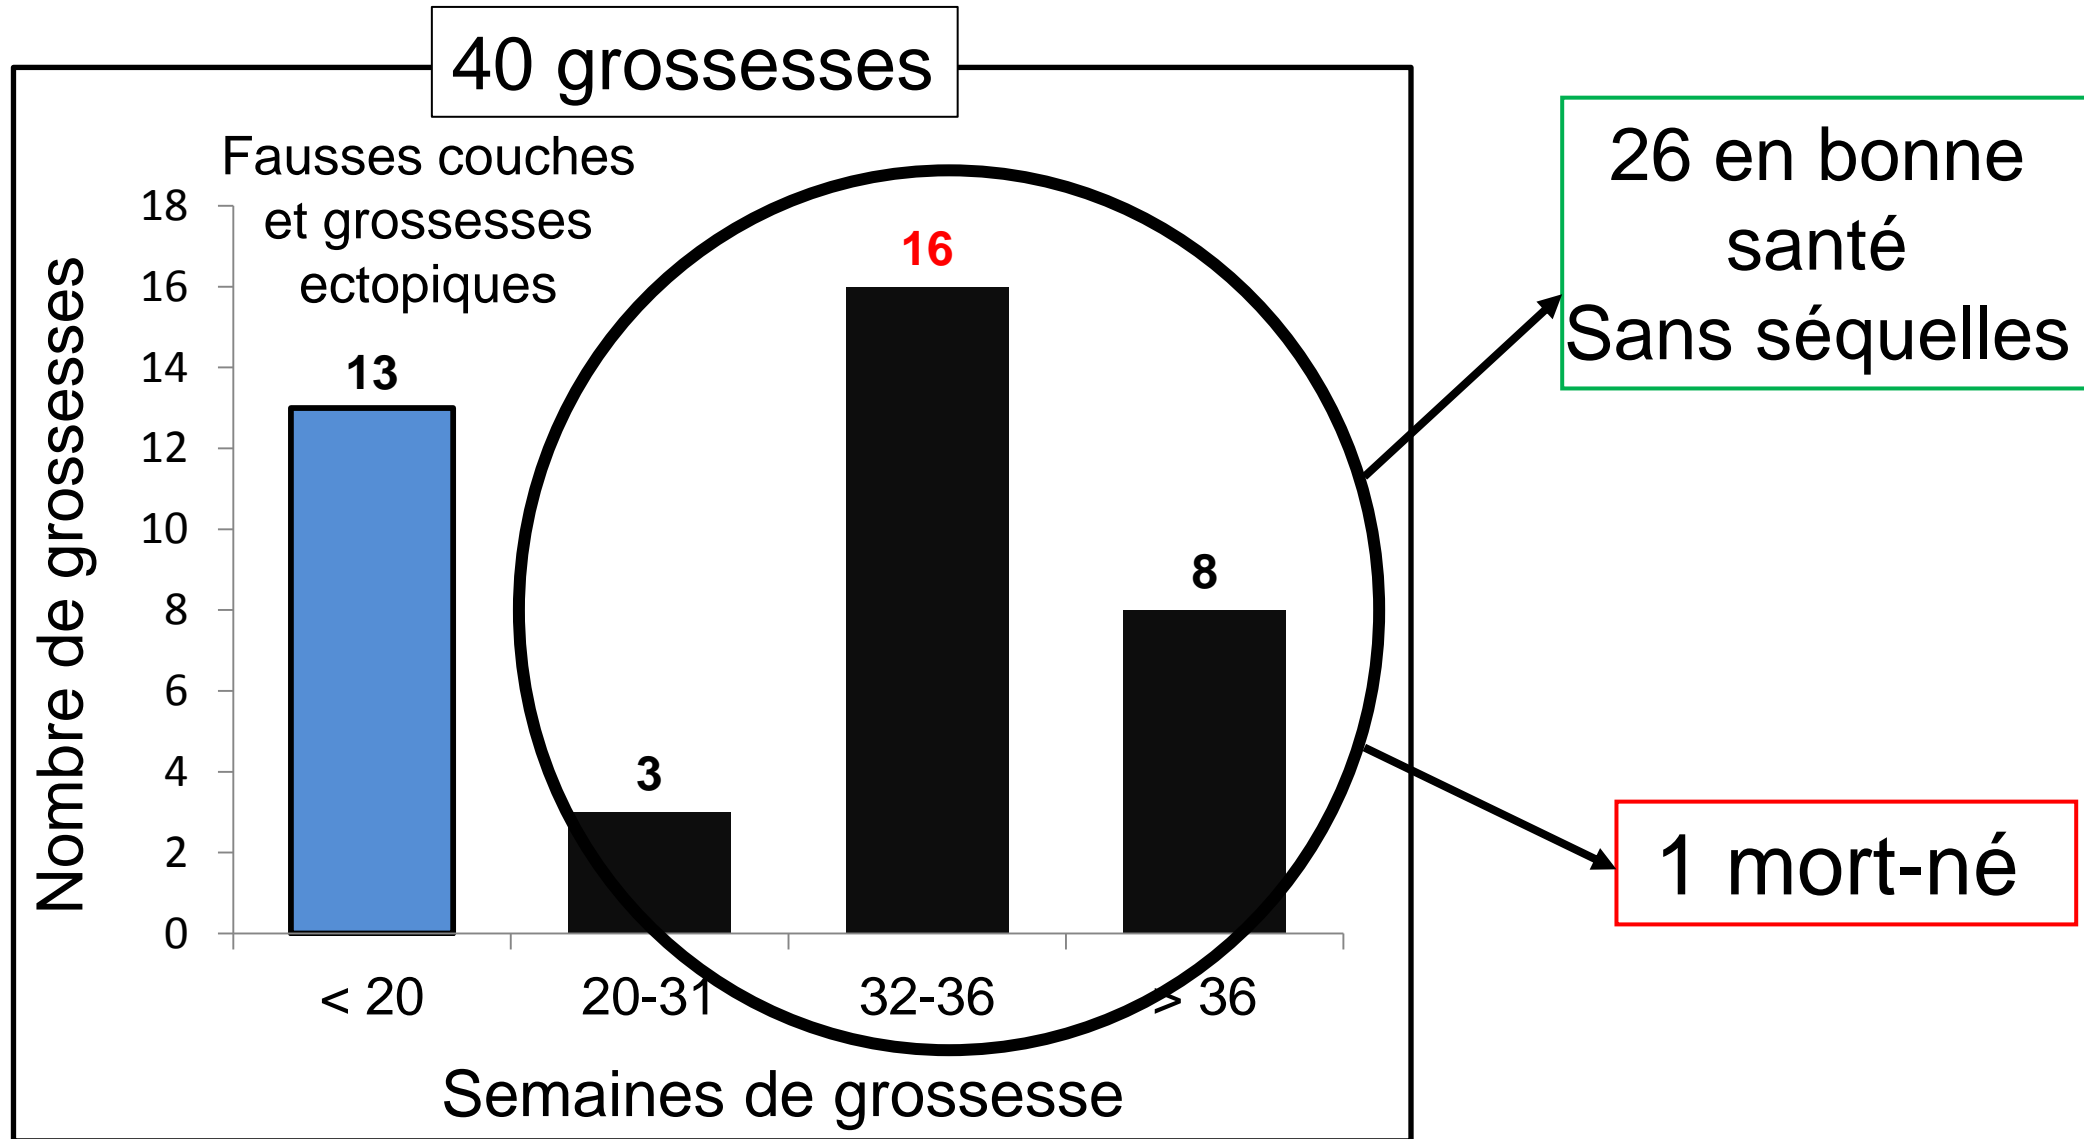 40 grossesses
Fausses couches
et grossesses
ectopiques
Nombre de grossesses
18
16
14
12
10
8
6
4
2
0
13
3
16
8
< 20
20-31
32-36
> 36
Semaines de grossesse
26 en bonne
santé
Sans séquelles
1 mort-né